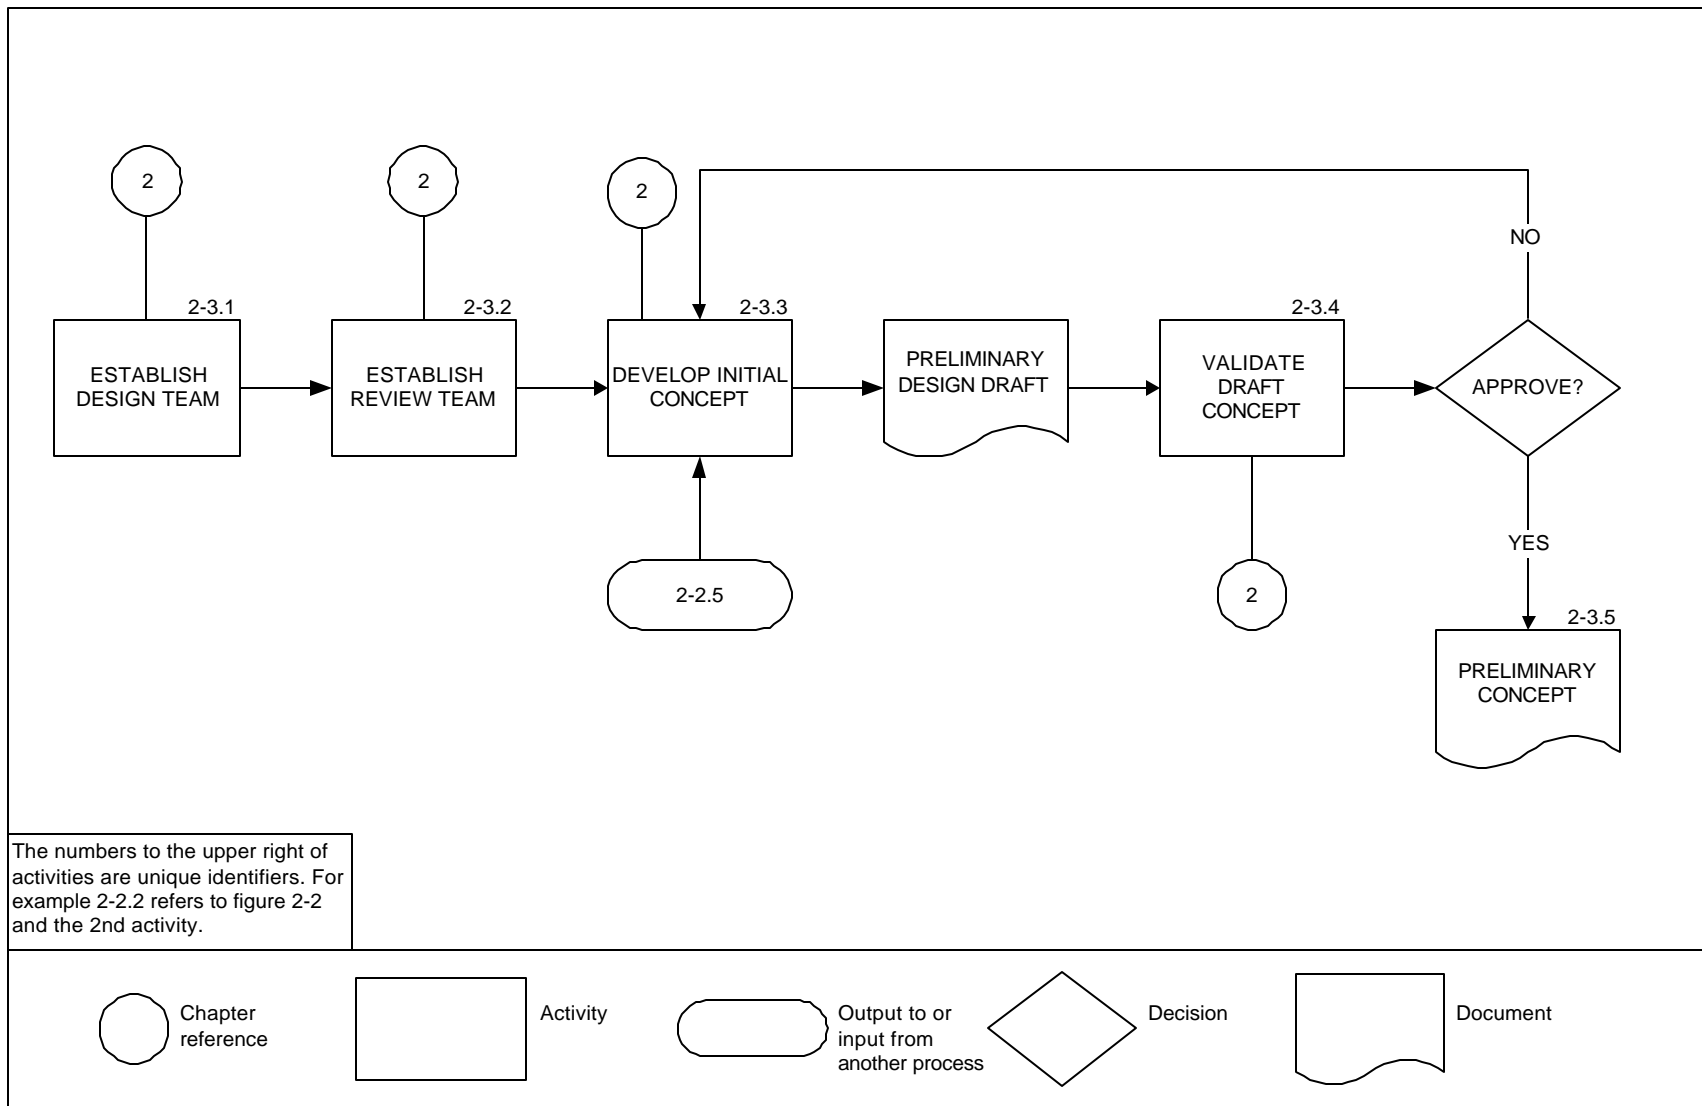 2
2
2
NO
2-3.1
2-3.2
2-3.3
2-3.4
ESTABLISH
DESIGN TEAM
ESTABLISH
REVIEW TEAM
DEVELOP INITIAL
CONCEPT
PRELIMINARY
DESIGN DRAFT
VALIDATE
DRAFT
CONCEPT
APPROVE?
YES
2-2.5
2
2-3.5
PRELIMINARY
CONCEPT
The numbers to the upper right of
activities are unique identifiers. For
example 2-2.2 refers to figure 2-2
and the 2nd activity.
Chapter
reference
Activity
Output to or
input from
another process
Decision
Document